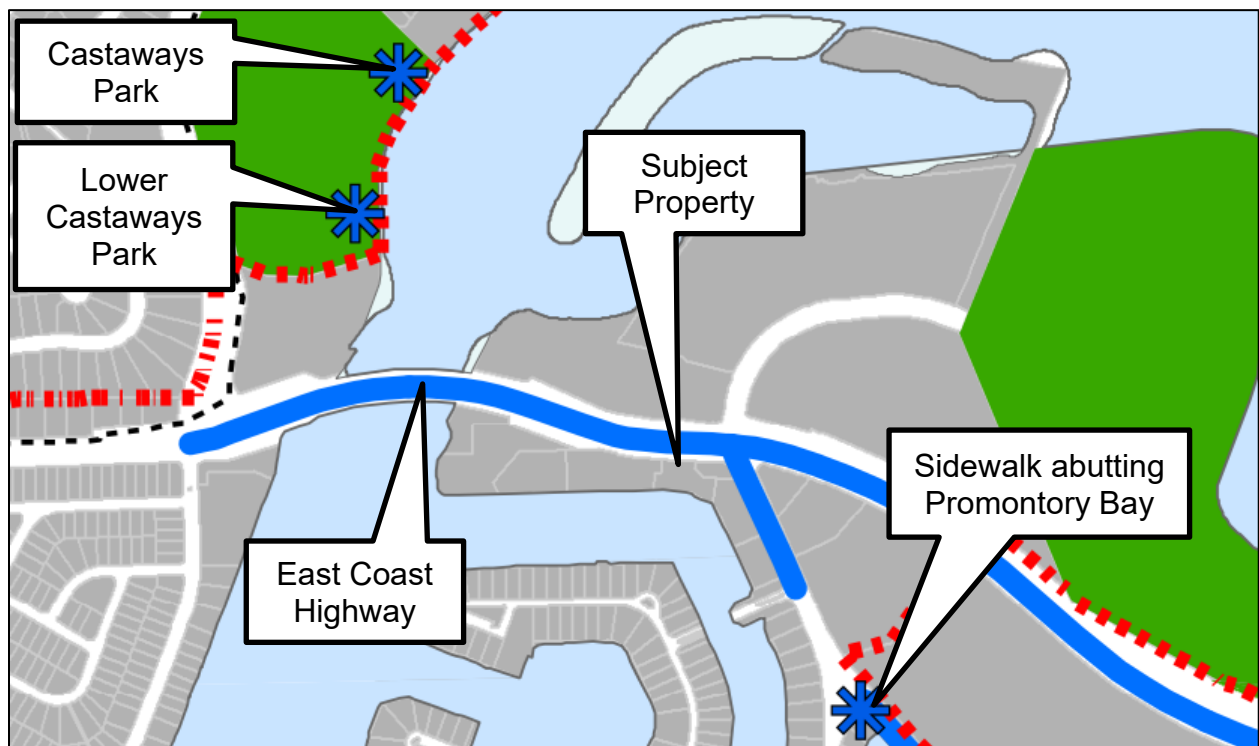 Castaways
Park
Lower
Castaways
Park
Subject
Property
Sidewalk abutting
Promontory Bay
East Coast
Highway